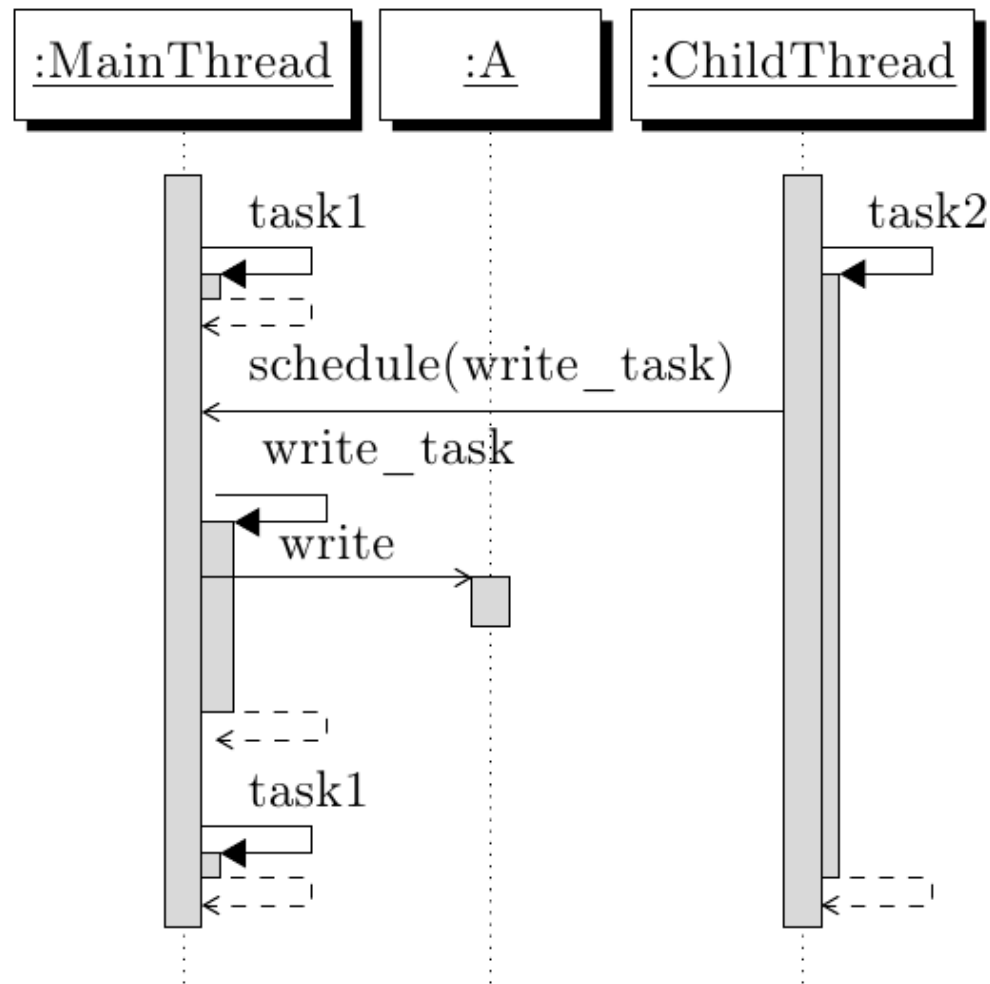 :MainThread
:A
:ChildThread
task1
task2
schedule(write_task)
write_task
write
task1